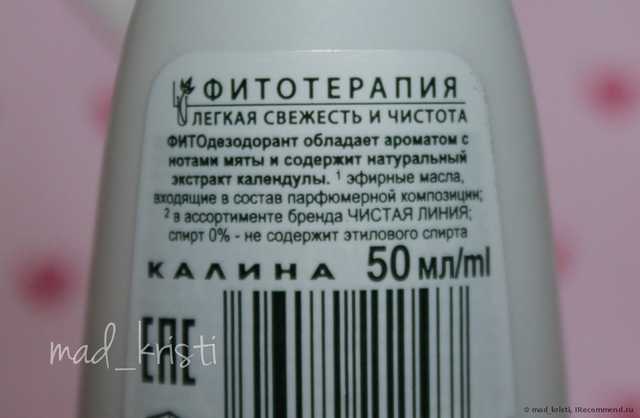 ФИТОТЕРАПИЯ
ЛЕГКАЯ СВЕЖЕСТЬ И ЧИСТОТА
ФИТОдезодорант обладает ароматом с
нотами мяты и содержит натуральный
экстракт календулы. ¹ эфирные масла,
входящие в состав парфюмерной композиции;
² в ассортименте бренда ЧИСТАЯ ЛИНИЯ;
спирт 0% - не содержит этилового спирта
КАЛИНА 50 мл/ml
EAC
mad_kristi
© mad_kristi, IRecommend.ru